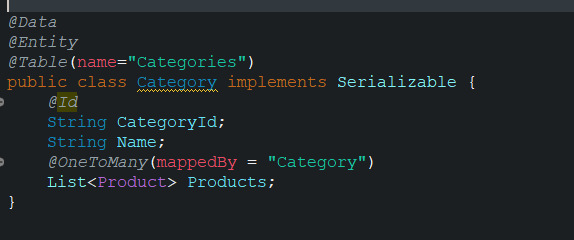 @Data
@Entity
@Table(name="Categories")
public class Category implements Serializable {
@Id
String CategoryId;
String Name;
@OneToMany(mappedBy = "Category")
List<Product> Products;
}